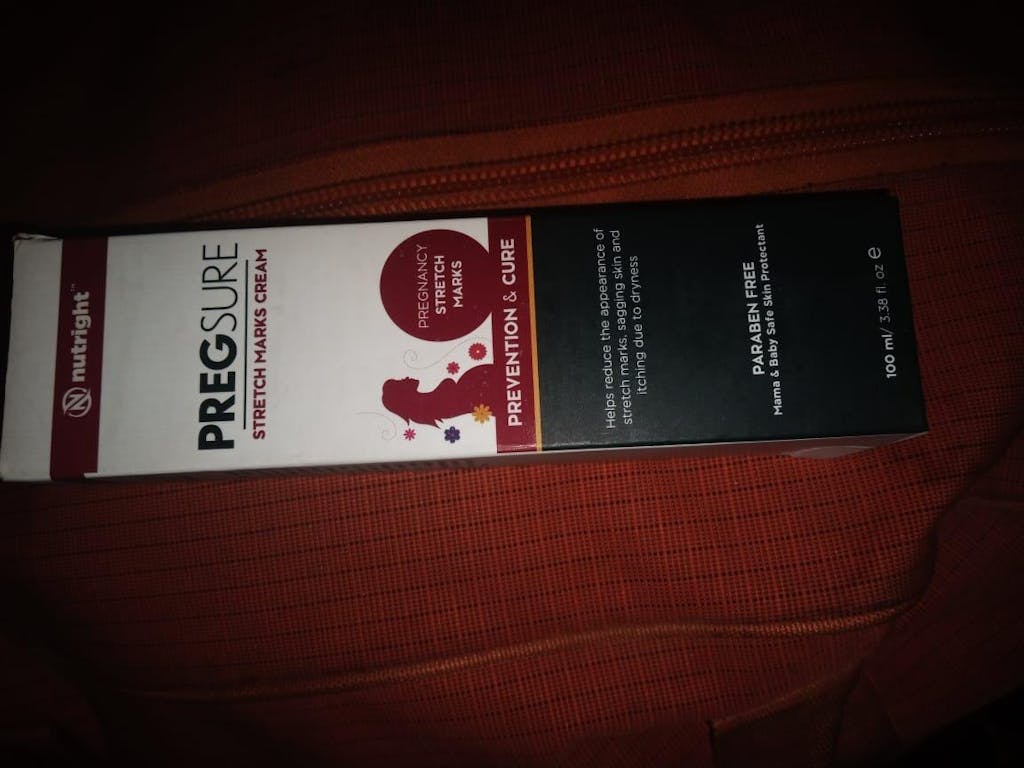 nutright™
PREGSURE
STRETCH MARKS CREAM
PREGNANCY
STRETCH
MARKS
PREVENTION & CURE
Helps reduce the appearance of
stretch marks, sagging skin and
itching due to dryness
PARABEN FREE
Mama & Baby Safe Skin Protectant
100 ml/ 3.38 fl. oz e